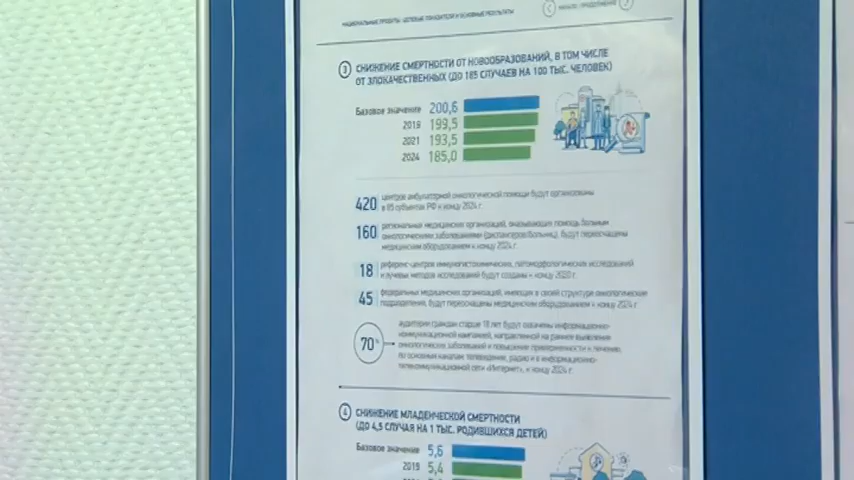 НАЦИОНАЛЬНЫЕ ПРОЕКТЫ: ЦЕЛЕВЫЕ ПОКАЗАТЕЛИ И ОСНОВНЫЕ РЕЗУЛЬТАТЫ
НАЧАЛО / ПРОДОЛЖЕНИЕ
3 СНИЖЕНИЕ СМЕРТНОСТИ ОТ НОВООБРАЗОВАНИЙ, В ТОМ ЧИСЛЕ
ОТ ЗЛОКАЧЕСТВЕННЫХ (ДО 185 СЛУЧАЕВ НА 100 ТЫС. ЧЕЛОВЕК)
Базовое значение 200,6
2019 199,5
2021 193,5
2024 185,0
420 центров амбулаторной онкологической помощи будут организованы
в 85 субъектах РФ к концу 2024 г.
160 региональных медицинских организаций, оказывающих помощь больным
онкологическими заболеваниями (диспансеров/больниц), будут переоснащены
медицинским оборудованием к концу 2024 г.
18 референс-центров иммуногистохимических, патоморфологических исследований
и лучевых методов исследований будут созданы к концу 2020 г.
45 федеральных медицинских организаций, имеющих в своей структуре онкологические
подразделения, будут переоснащены медицинским оборудованием к концу 2024 г.
70% аудитории граждан старше 18 лет будут охвачены информационно-
коммуникационной кампанией, направленной на раннее выявление
онкологических заболеваний и повышение приверженности к лечению,
по основным каналам: телевидение, радио и в информационно-
телекоммуникационной сети «Интернет», к концу 2024 г.
4 СНИЖЕНИЕ МЛАДЕНЧЕСКОЙ СМЕРТНОСТИ
(ДО 4,5 СЛУЧАЯ НА 1 ТЫС. РОДИВШИХСЯ ДЕТЕЙ)
Базовое значение 5,6
2019 5,4